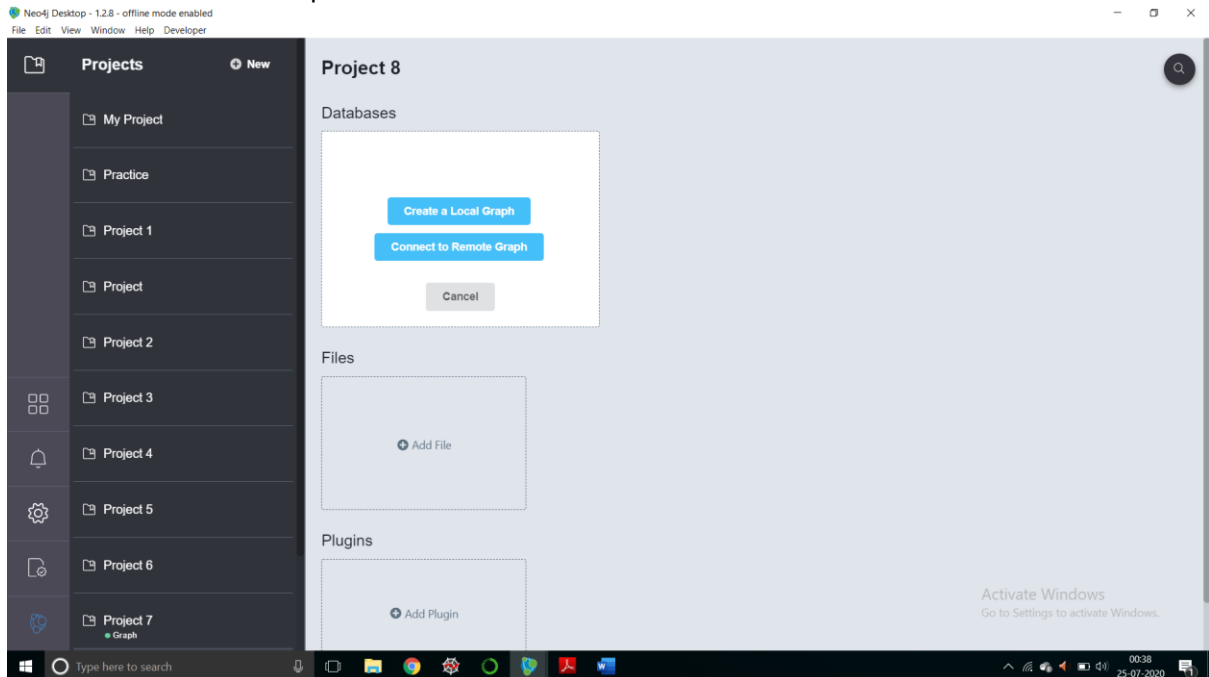 Neo4j Desktop - 1.2.8 - offline mode enabled
File Edit View Window Help Developer
Projects
New
My Project
Practice
Project 1
Project
Project 2
Project 3
Project 4
Project 5
Project 6
Project 7
Graph
Project 8
Databases
Create a Local Graph
Connect to Remote Graph
Cancel
Files
Add File
Plugins
Add Plugin
Activate Windows
Go to Settings to activate Windows.
Type here to search
00:38
25-07-2020